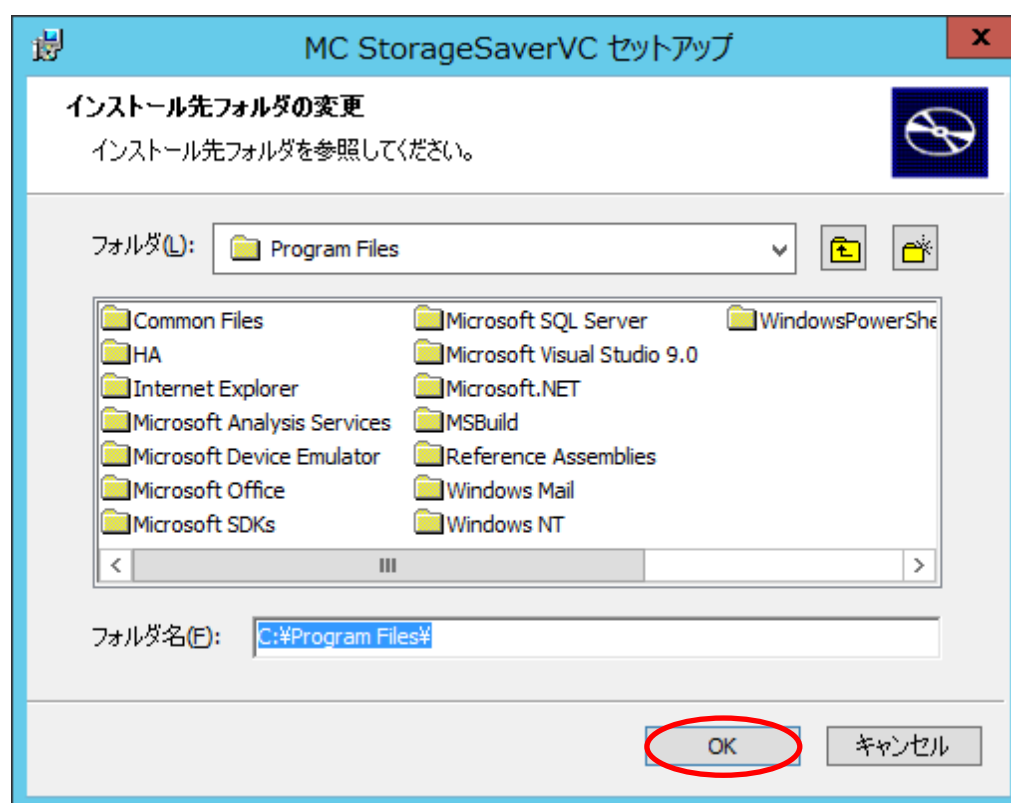 MC StorageSaverVC セットアップ
x
インストール先フォルダの変更
インストール先フォルダを参照してください。
フォルダ(L): Program Files
Common Files
HA
Internet Explorer
Microsoft Analysis Services
Microsoft Device Emulator
Microsoft Office
Microsoft SDKs
Microsoft SQL Server
Microsoft Visual Studio 9.0
Microsoft.NET
MSBuild
Reference Assemblies
Windows Mail
Windows NT
WindowsPowerShe
フォルダ名(F): C:¥Program Files¥
OK キャンセル